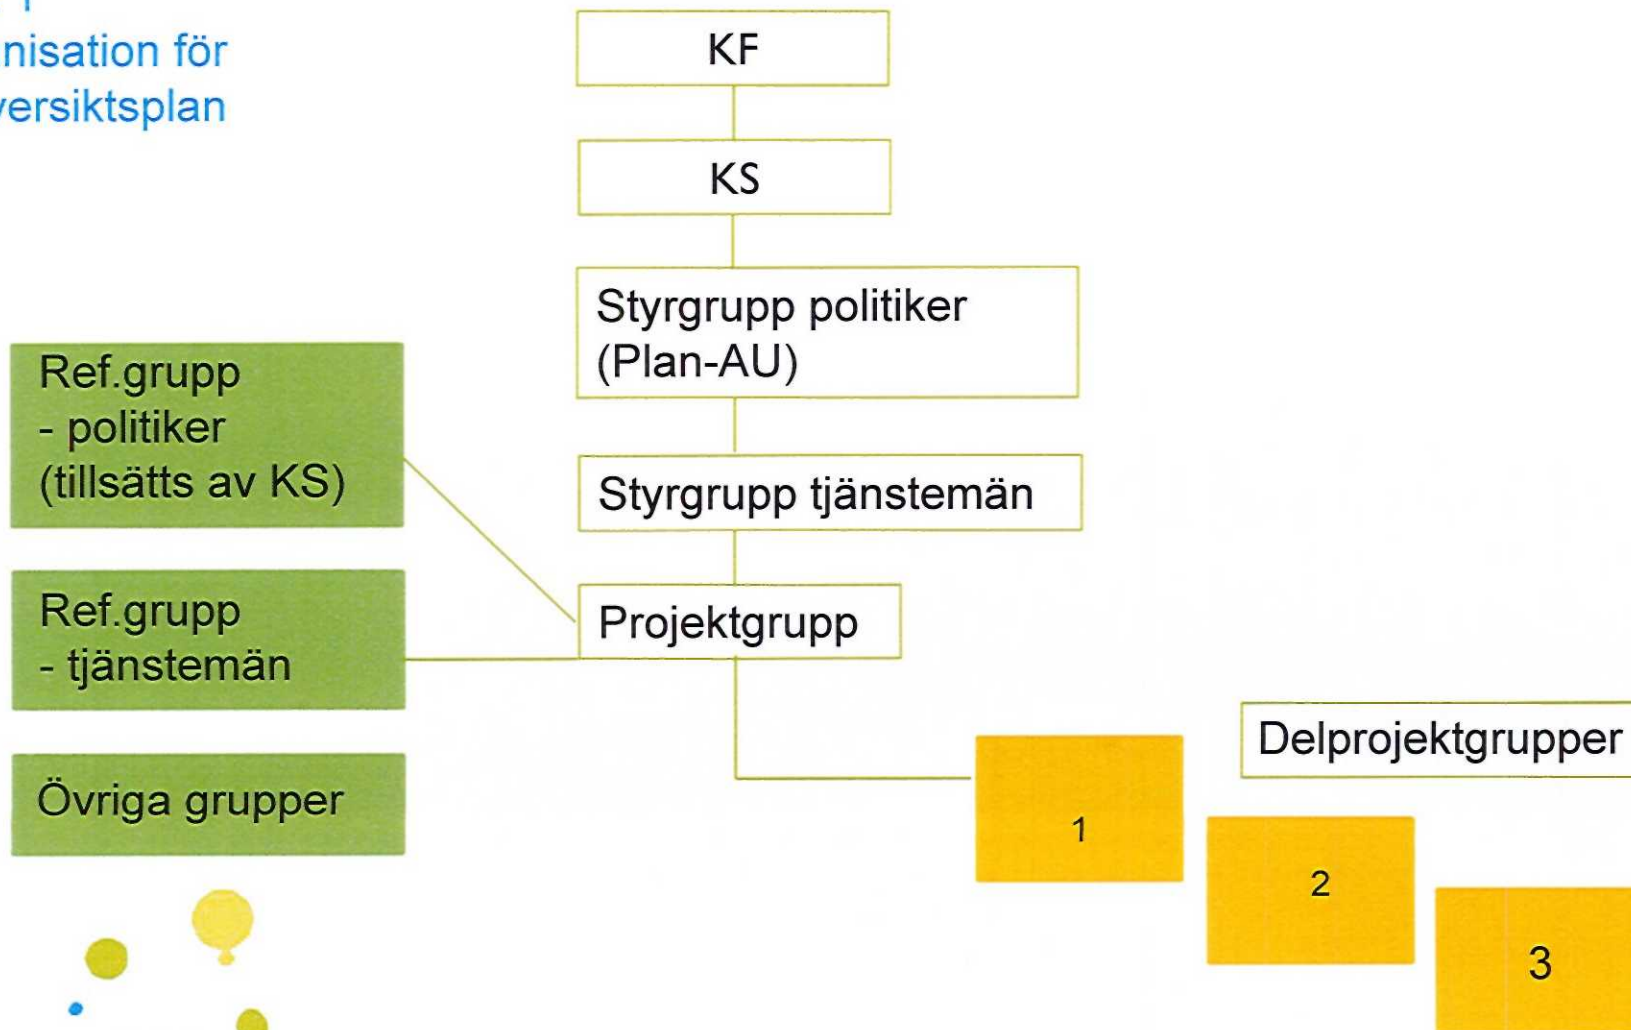 nisation för
versiktsplan
KF
KS
Styrgrupp politiker
(Plan-AU)
Styrgrupp tjänstemän
Projektgrupp
Ref.grupp
- politiker
(tillsätts av KS)
Ref.grupp
- tjänstemän
Övriga grupper
Delprojektgrupper
1
2
3